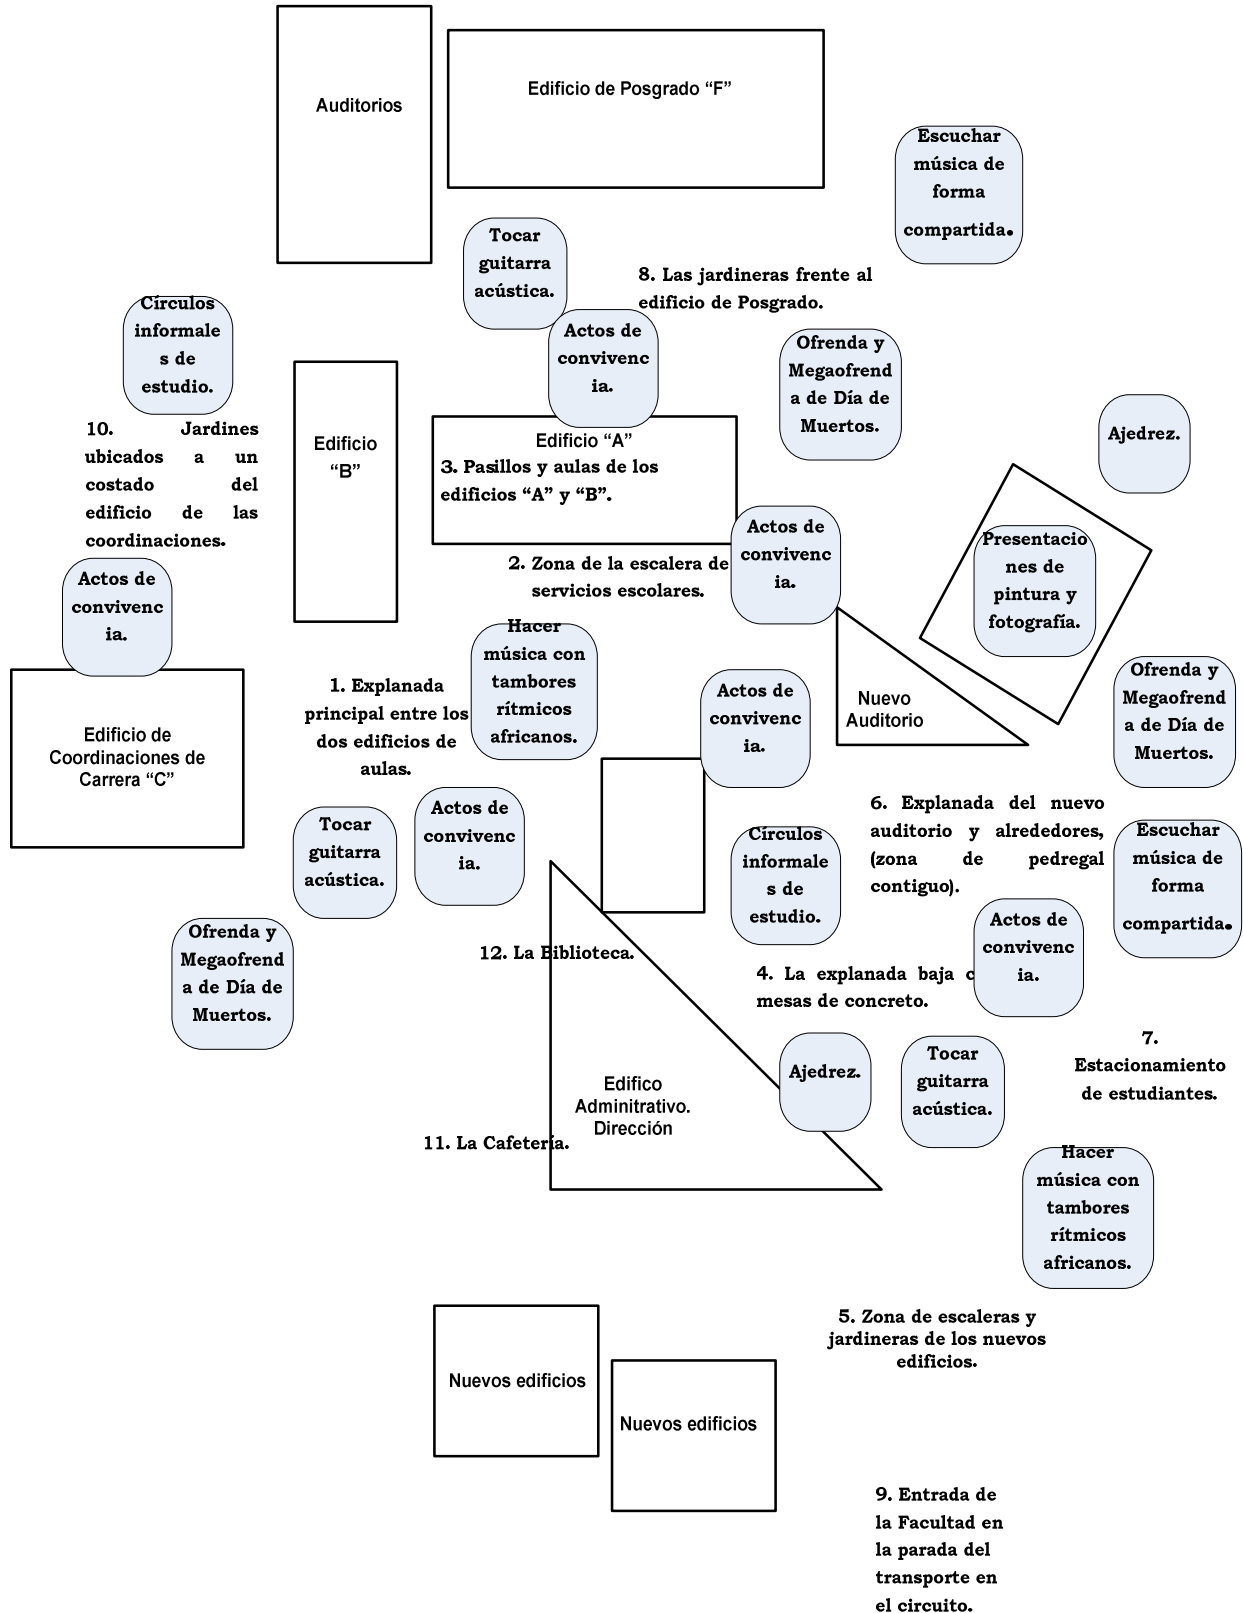 Auditorios
Edificio de Posgrado “F”
Escuchar
música de
forma
compartida.
Tocar
guitarra
acústica.
8. Las jardineras frente al
edificio de Posgrado.
Círculos
informale
s de
estudio.
Actos de
convivenc
ia.
Ofrenda y
Megaofrend
a de Día de
Muertos.
Ajedrez.
10. Jardines
ubicados a un
costado del
edificio de las
coordinaciones.
Edificio
“B”
Edificio “A”
3. Pasillos y aulas de los
edificios “A” y “B”.
Actos de
convivenc
ia.
Presentacio
nes de
pintura y
fotografía.
2. Zona de la escalera de
servicios escolares.
Actos de
convivenc
ia.
Hacer
música con
tambores
rítmicos
africanos.
1. Explanada
principal entre los
dos edificios de
aulas.
Actos de
convivenc
ia.
Nuevo
Auditorio
Ofrenda y
Megaofrend
a de Día de
Muertos.
Edificio de
Coordinaciones de
Carrera “C”
Tocar
guitarra
acústica.
Actos de
convivenc
ia.
Círculos
informale
s de
estudio.
6. Explanada del nuevo
auditorio y alrededores,
(zona de pedregal
contiguo).
Escuchar
música de
forma
compartida.
Ofrenda y
Megaofrend
a de Día de
Muertos.
12. La Biblioteca.
4. La explanada baja
mesas de concreto.
Actos de
convivenc
ia.
7.
Estacionamiento
de estudiantes.
Ajedrez.
Tocar
guitarra
acústica.
Edifico
Adminitrativo.
Dirección
11. La Cafetería.
Hacer
música con
tambores
rítmicos
africanos.
5. Zona de escaleras y
jardineras de los nuevos
edificios.
Nuevos edificios
Nuevos edificios
9. Entrada de
la Facultad en
la parada del
transporte en
el circuito.